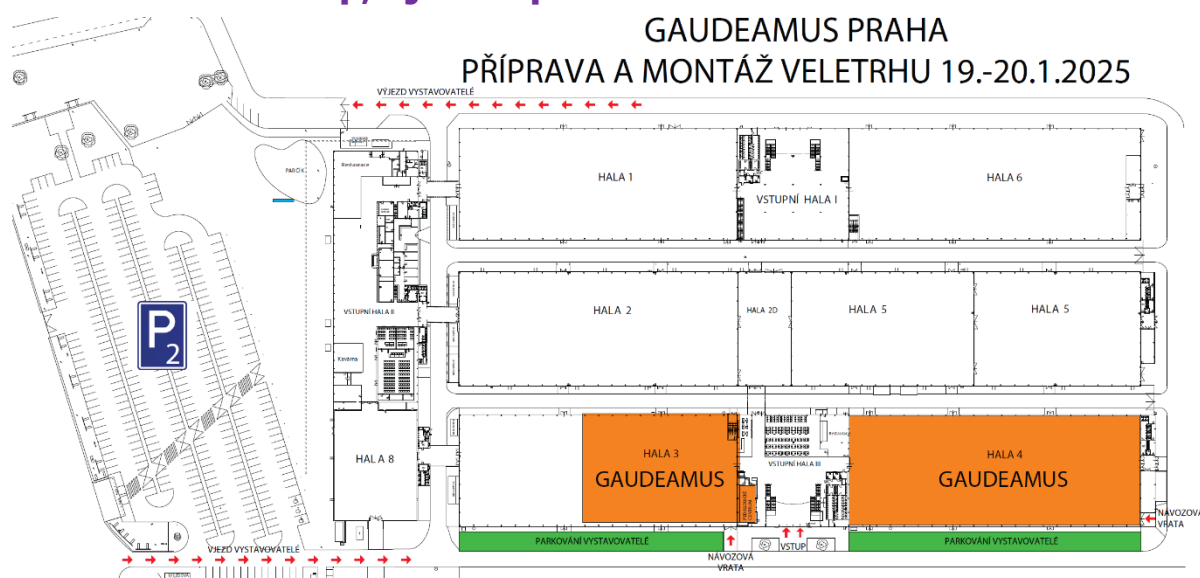 GAUDEAMUS PRAHA
PŘÍPRAVA A MONTÁŽ VELETRHU 19.-20.1.2025
VÝJEZD VYSTAVOVATELÉ
PARČÍK
Restaurace
HALA 1
VSTUPNÍ HALA I
HALA 6
P
2
VSTUPNÍ HALA II
HALA 2
HALA 2D
HALA 5
HALA 5
Kavárna
HALA 8
HALA 3
GAUDEAMUS
VSTUPNÍ HALA III
HALA 4
GAUDEAMUS
NÁVOZOVÁ
VRATA
PARKOVÁNÍ VYSTAVOVATELÉ
VSTUP
PARKOVÁNÍ VYSTAVOVATELÉ
VJEZD VYSTAVOVATELÉ
NÁVOZOVÁ
VRATA